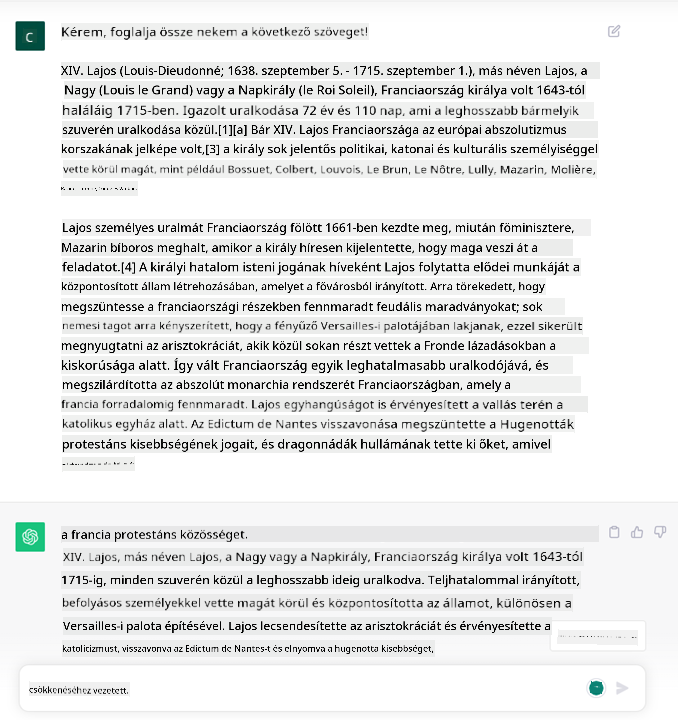 C
Kérem, foglalja össze nekem a következő szöveget!
XIV. Lajos (Louis-Dieudonné; 1638. szeptember 5. - 1715. szeptember 1.), más néven Lajos, a
Nagy (Louis le Grand) vagy a Napkirály (le Roi Soleil), Franciaország királya volt 1643-tól
haláláig 1715-ben. Igazolt uralkodása 72 év és 110 nap, ami a leghosszabb bármelyik
szuverén uralkodása közül.[1][a] Bár XIV. Lajos Franciaországa az európai abszolutizmus
korszakának jelképe volt,[3] a király sok jelentős politikai, katonai és kulturális személyiséggel
vette körül magát, mint például Bossuet, Colbert, Louvois, Le Brun, Le Nôtre, Lully, Mazarin, Molière,
Lajos személyes uralmát Franciaország fölött 1661-ben kezdte meg, miután főminisztere,
Mazarin bíboros meghalt, amikor a király híresen kijelentette, hogy maga veszi át a
feladatot.[4] A királyi hatalom isteni jogának híveként Lajos folytatta elődei munkáját a
központosított állam létrehozásában, amelyet a fővárosból irányított. Arra törekedett, hogy
megszüntesse a franciaországi részekben fennmaradt feudális maradványokat; sok
nemesi tagot arra kényszerített, hogy a fényűző Versailles-i palotájában lakjanak, ezzel sikerült
megnyugtatni az arisztokráciát, akik közül sokan részt vettek a Fronde lázadásokban a
kiskorúsága alatt. Így vált Franciaország egyik leghatalmasabb uralkodójává, és
megszilárdította az abszolút monarchia rendszerét Franciaországban, amely a
francia forradalomig fennmaradt. Lajos egyhangúságot is érvényesített a vallás terén a
katolikus egyház alatt. Az Edictum de Nantes visszavonása megszüntette a Hugenották
protestáns kisebbségének jogait, és dragonnádák hullámának tette ki őket, amivel
a francia protestáns közösséget.
XIV. Lajos, más néven Lajos, a Nagy vagy a Napkirály, Franciaország királya volt 1643-tól
1715-ig, minden szuverén közül a leghosszabb ideig uralkodva. Teljhatalommal irányított,
befolyásos személyekkel vette magát körül és központosította az államot, különösen a
Versailles-i palota építésével. Lajos lecsendesítette az arisztokráciát és érvényesítette a
katolicizmust, visszavonva az Edictum de Nantes-t és elnyomva a hugenotta kisebbséget,
csökkenéséhez vezetett.